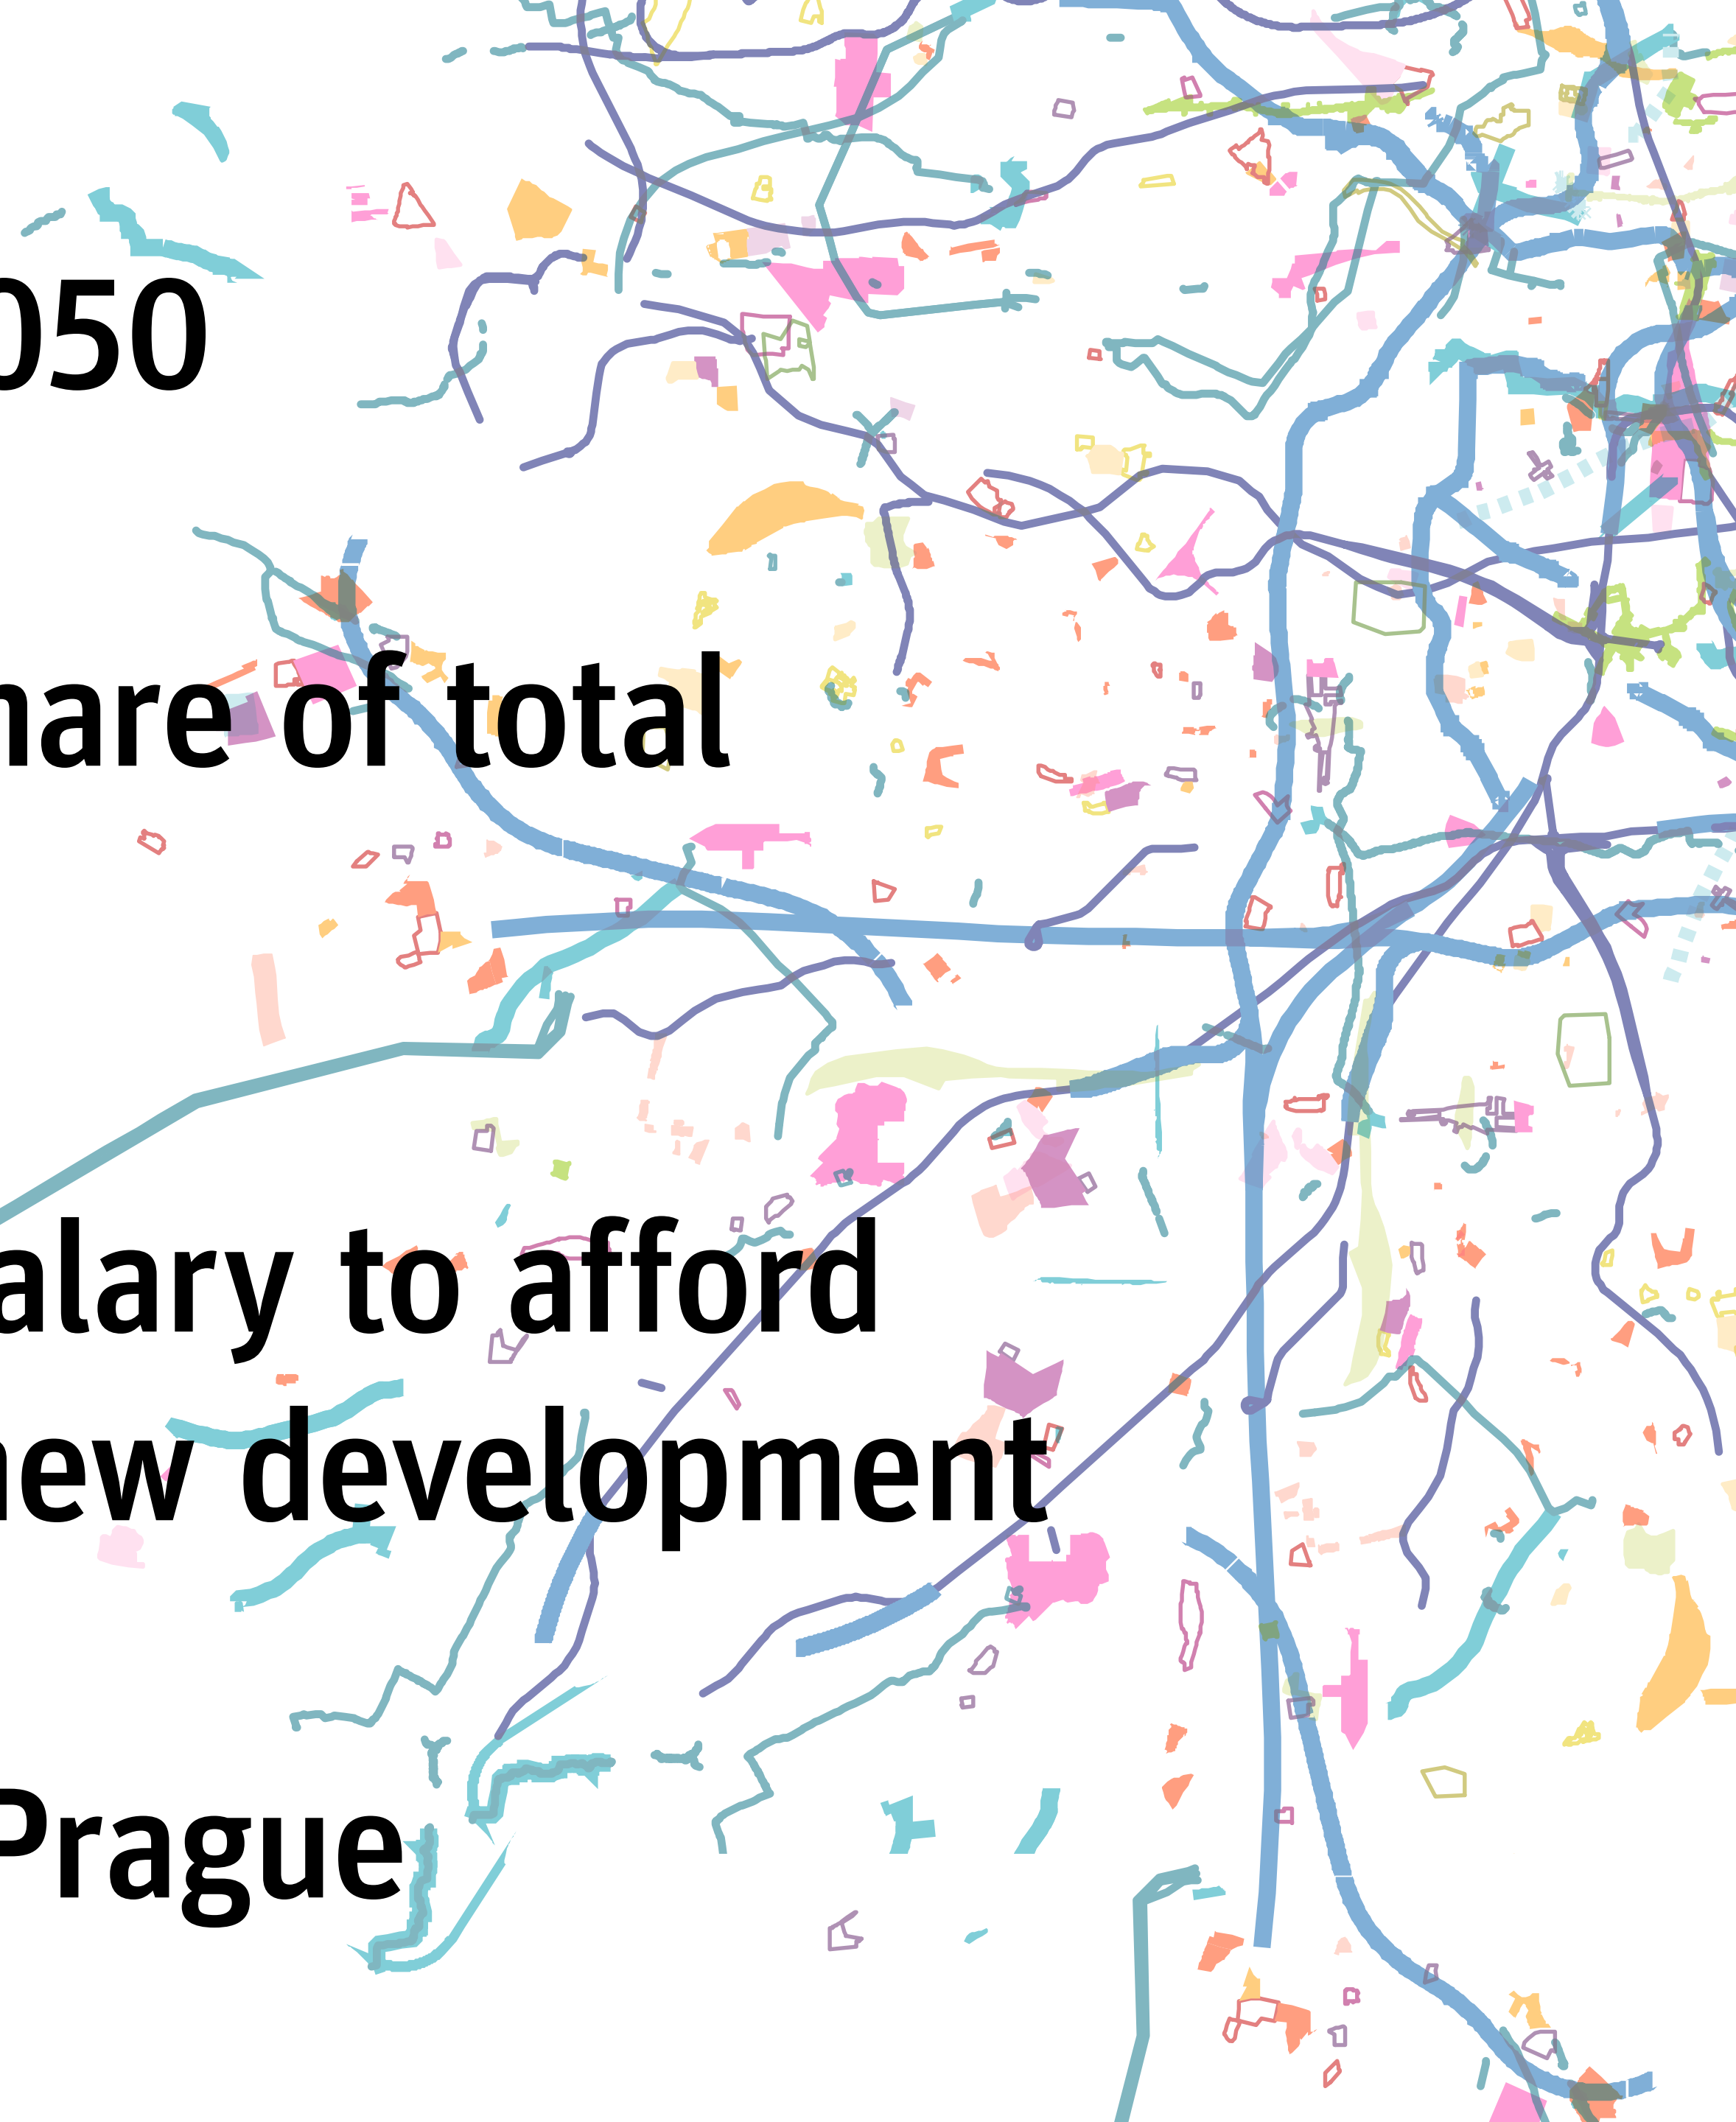 050
hare of total
alary to afford
new development
Prague